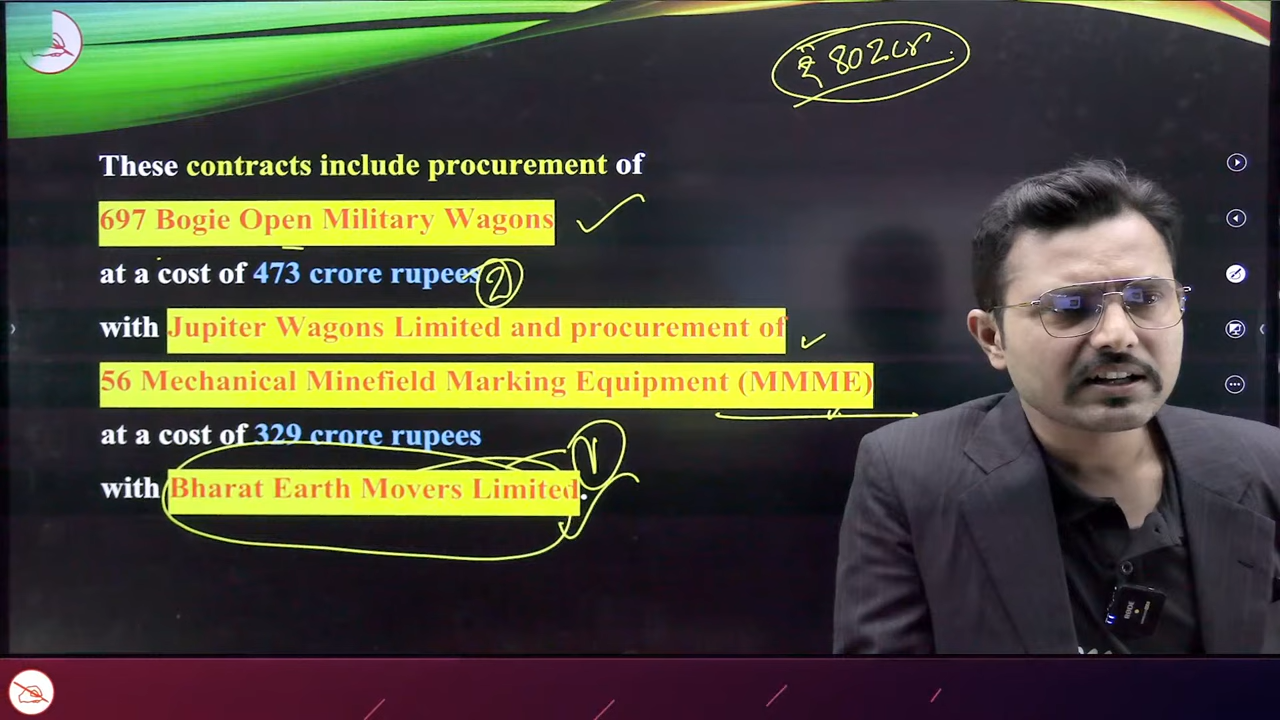 ₹ 802 cr
These contracts include procurement of
697 Bogie Open Military Wagons
at a cost of 473 crore rupees 2
with Jupiter Wagons Limited and procurement of
56 Mechanical Minefield Marking Equipment (MMME)
at a cost of 329 crore rupees
with Bharat Earth Movers Limited.